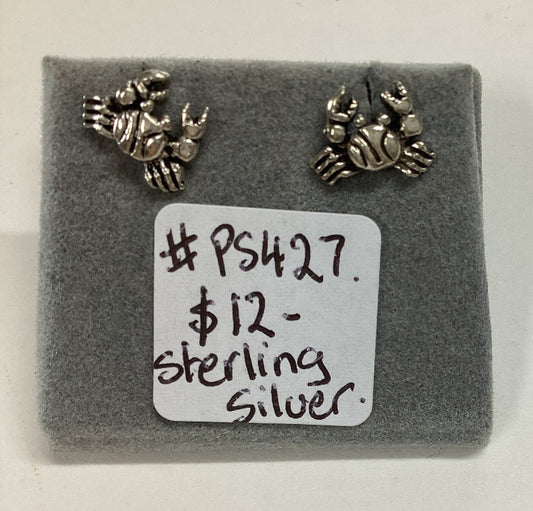 # PS427.
$12-
sterling
silver.